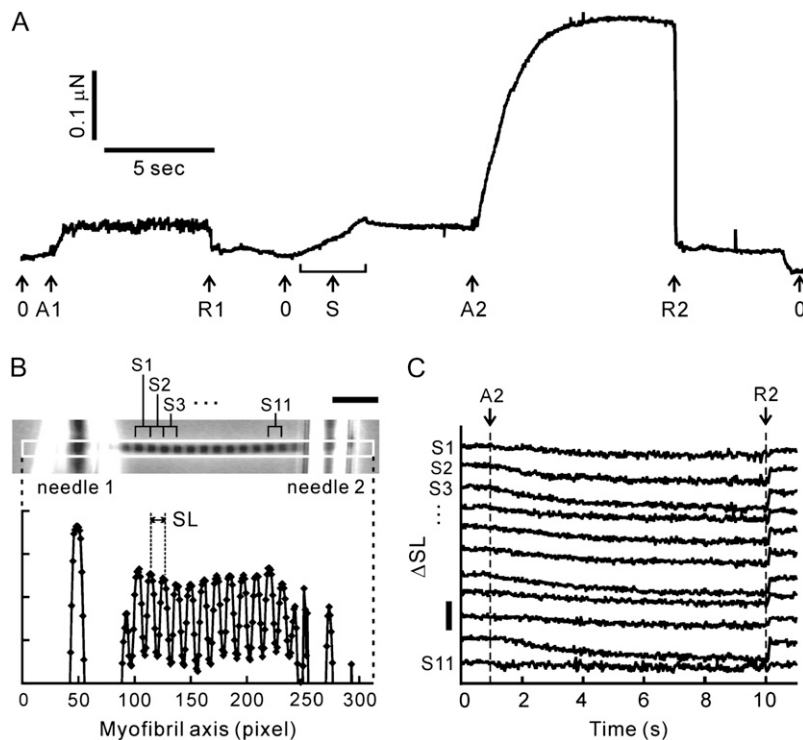 A
0.1 μN
5 sec
0 A1 R1 0 S A2 R2 0
B
S1
S2
S3 ··· S11
needle 1 needle 2
SL
0 50 100 150 200 250 300
Myofibril axis (pixel)
C
A2 R2
S1
S2
S3
⋮
S11
ΔSL
0 2 4 6 8 10
Time (s)